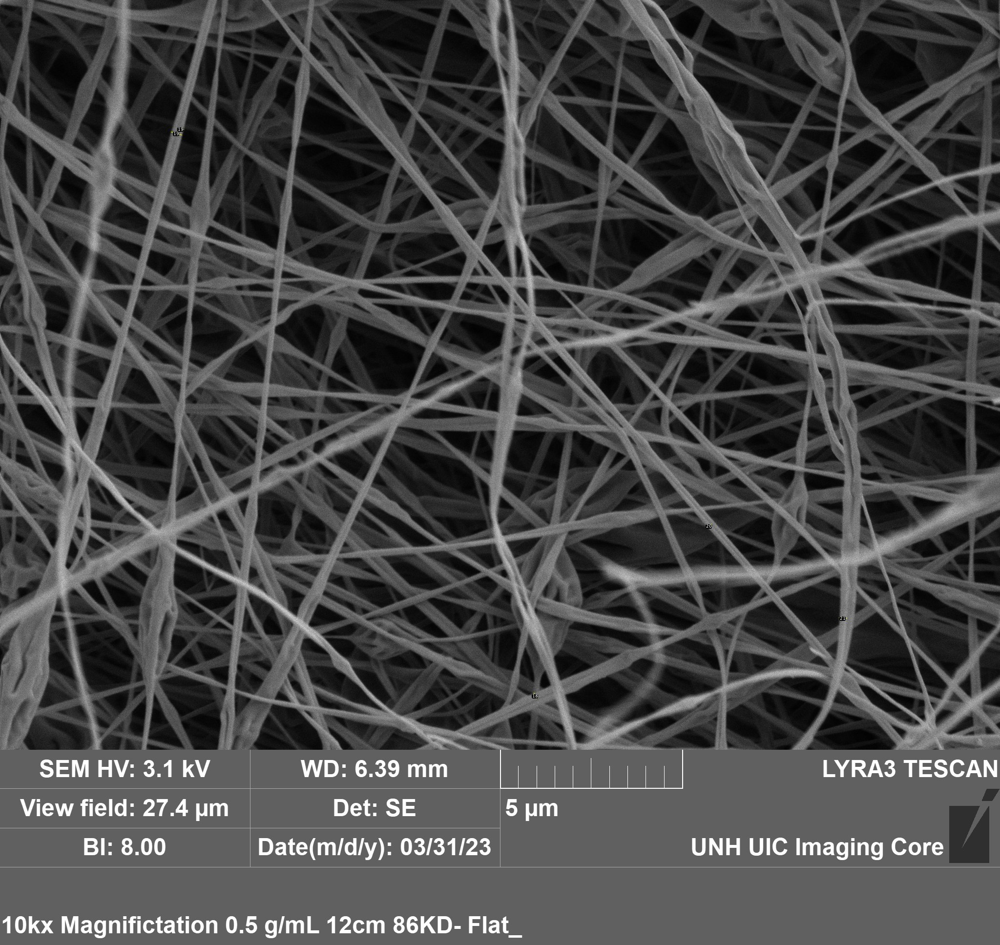 19
19
20
21
18
SEM HV: 3.1 kV
WD: 6.39 mm
LYRA3 TESCAN
View field: 27.4 µm
Det: SE
5 µm
BI: 8.00
Date(m/d/y): 03/31/23
UNH UIC Imaging Core
10kx Magnifictation 0.5 g/mL 12cm 86KD- Flat_